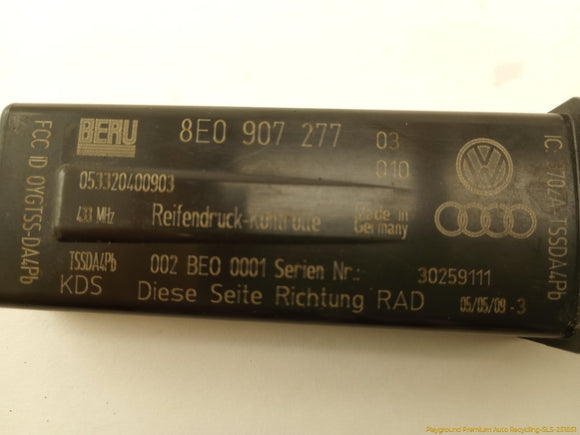 BERU 8E0 907 277 03
010
053320400903
433 MHz Reifendruck-Kontrolle Made in
Germany
TSSDA4Pb 002 BE0 0001 Serien Nr.: 30259111
KDS Diese Seite Richtung RAD 05/05/09 -3
FCC ID OYGTSS-DA4Pb
TSSDA4Pb
Playground Premium Auto Recycling-SLS-251851